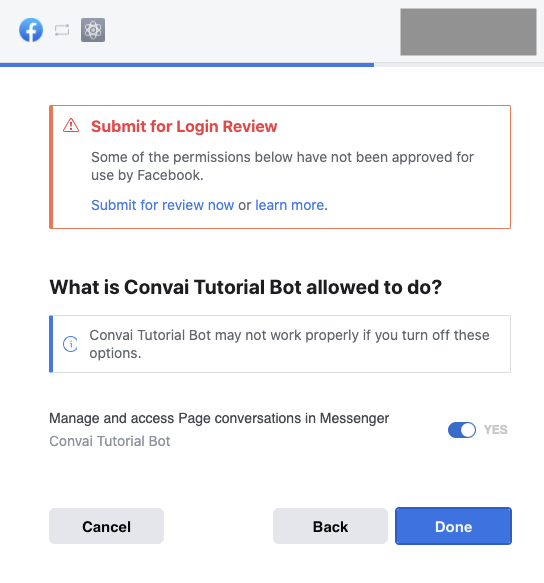 Submit for Login Review
Some of the permissions below have not been approved for
use by Facebook.
Submit for review now or learn more.
What is Convai Tutorial Bot allowed to do?
Convai Tutorial Bot may not work properly if you turn off these
options.
Manage and access Page conversations in Messenger
YES
Convai Tutorial Bot
Cancel
Back
Done